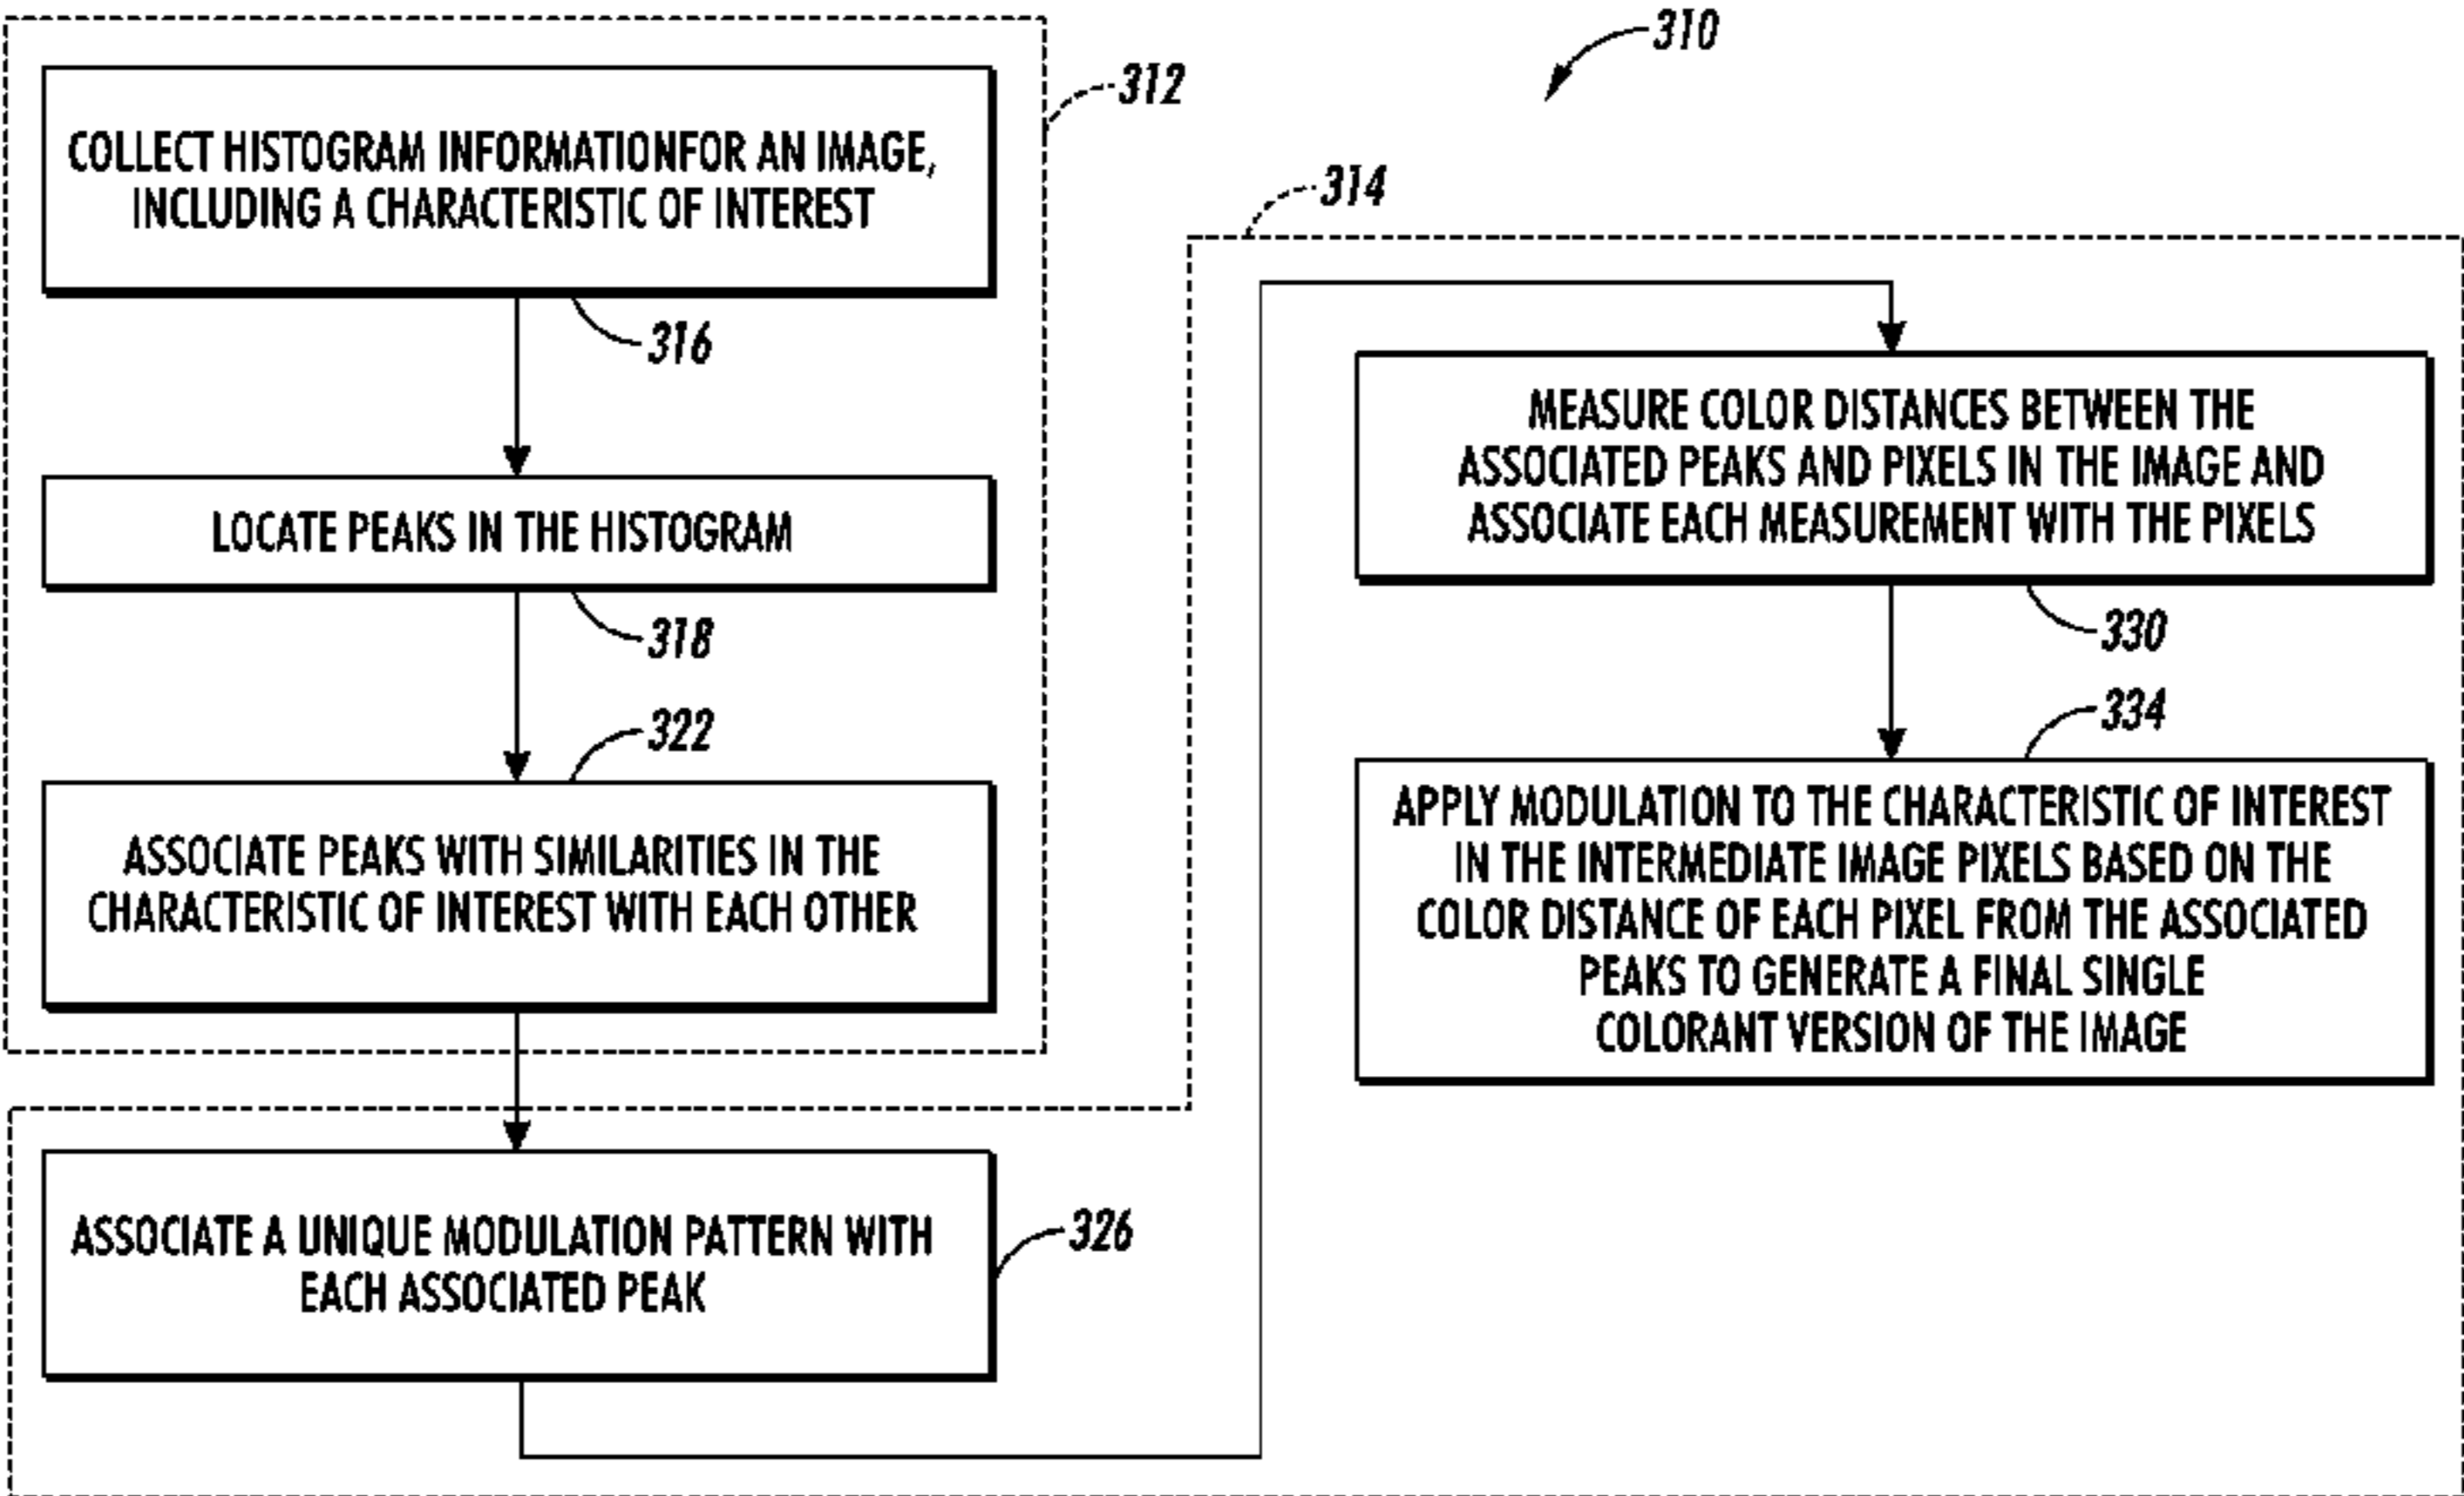 310
312
COLLECT HISTOGRAM INFORMATIONFOR AN IMAGE,
INCLUDING A CHARACTERISTIC OF INTEREST
316
LOCATE PEAKS IN THE HISTOGRAM
318
322
ASSOCIATE PEAKS WITH SIMILARITIES IN THE
CHARACTERISTIC OF INTEREST WITH EACH OTHER
314
ASSOCIATE A UNIQUE MODULATION PATTERN WITH
EACH ASSOCIATED PEAK
326
MEASURE COLOR DISTANCES BETWEEN THE
ASSOCIATED PEAKS AND PIXELS IN THE IMAGE AND
ASSOCIATE EACH MEASUREMENT WITH THE PIXELS
330
334
APPLY MODULATION TO THE CHARACTERISTIC OF INTEREST
IN THE INTERMEDIATE IMAGE PIXELS BASED ON THE
COLOR DISTANCE OF EACH PIXEL FROM THE ASSOCIATED
PEAKS TO GENERATE A FINAL SINGLE
COLORANT VERSION OF THE IMAGE